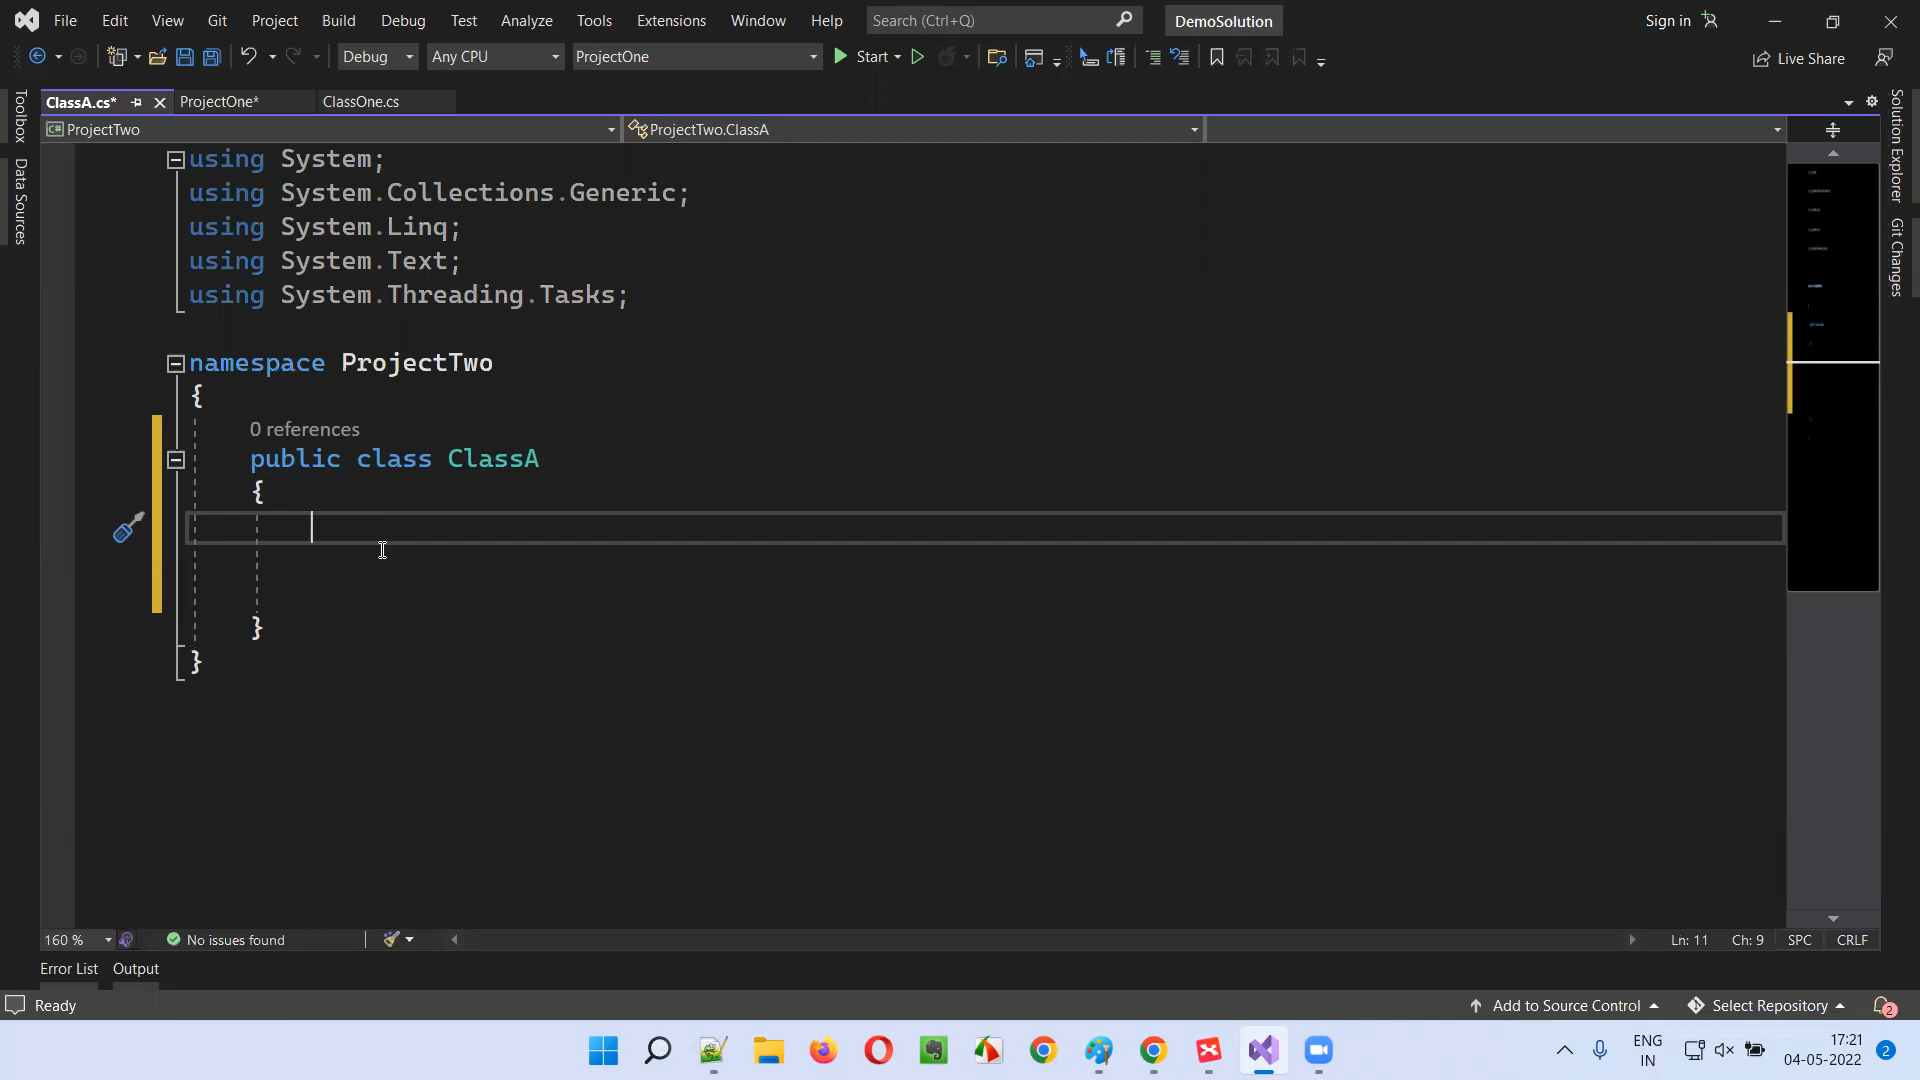 File Edit View Git Project Build Debug Test Analyze Tools Extensions Window Help Search (Ctrl+Q) DemoSolution Sign in
Debug Any CPU ProjectOne Start Live Share
Toolbox
Data Sources
ClassA.cs* ProjectOne* ClassOne.cs
C# ProjectTwo ProjectTwo.ClassA
Solution Explorer
Git Changes
using System;
using System.Collections.Generic;
using System.Linq;
using System.Text;
using System.Threading.Tasks;
namespace ProjectTwo
{
0 references
public class ClassA
{
}
}
160 % No issues found Ln: 11 Ch: 9 SPC CRLF
Error List Output
Ready Add to Source Control Select Repository 2
ENG
IN
17:21
04-05-2022
2